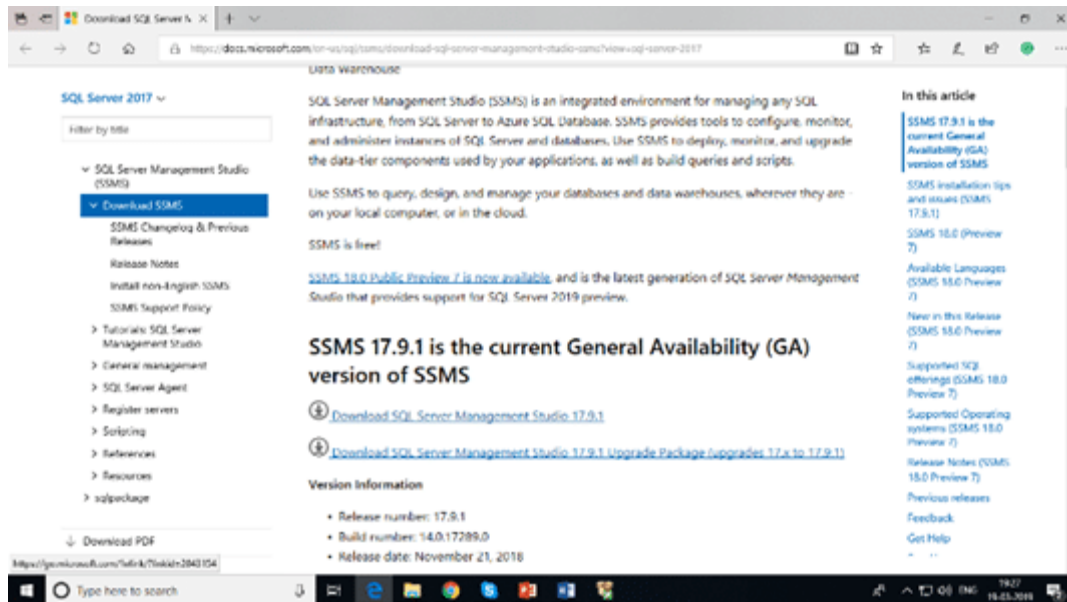 Download SQL Server N
https://docs.microsoft.com/en-us/sql/ssms/download-sql-server-management-studio-ssms?view=sql-server-2017
SQL Server 2017
Filter by title
SQL Server Management Studio
(SSMS)
Download SSMS
SSMS Changelog & Previous
Releases
Release Notes
Install non-English SSMS
SSMS Support Policy
Tutorials: SQL Server
Management Studio
General management
SQL Server Agent
Register servers
Scripting
References
Resources
sqlpackage
Download PDF
Data Warehouse
SQL Server Management Studio (SSMS) is an integrated environment for managing any SQL
infrastructure, from SQL Server to Azure SQL Database. SSMS provides tools to configure, monitor,
and administer instances of SQL Server and databases. Use SSMS to deploy, monitor, and upgrade
the data-tier components used by your applications, as well as build queries and scripts.
Use SSMS to query, design, and manage your databases and data warehouses, wherever they are -
on your local computer, or in the cloud.
SSMS is free!
SSMS 18.0 Public Preview 7 is now available, and is the latest generation of SQL Server Management
Studio that provides support for SQL Server 2019 preview.
SSMS 17.9.1 is the current General Availability (GA)
version of SSMS
Download SQL Server Management Studio 17.9.1
Download SQL Server Management Studio 17.9.1 Upgrade Package (upgrades 17.x to 17.9.1)
Version Information
• Release number: 17.9.1
• Build number: 14.0.17289.0
• Release date: November 21, 2018
In this article
SSMS 17.9.1 is the
current General
Availability (GA)
version of SSMS
SSMS installation tips
and issues (SSMS
17.9.1)
SSMS 18.0 (Preview
7)
Available Languages
(SSMS 18.0 Preview
7)
New in this Release
(SSMS 18.0 Preview
7)
Supported SQL
offerings (SSMS 18.0
Preview 7)
Supported Operating
systems (SSMS 18.0
Preview 7)
Release Notes (SSMS
18.0 Preview 7)
Previous releases
Feedback
Get Help
https://go.microsoft.com/fwlink/?linkid=2043154
Type here to search
ENG
19:27